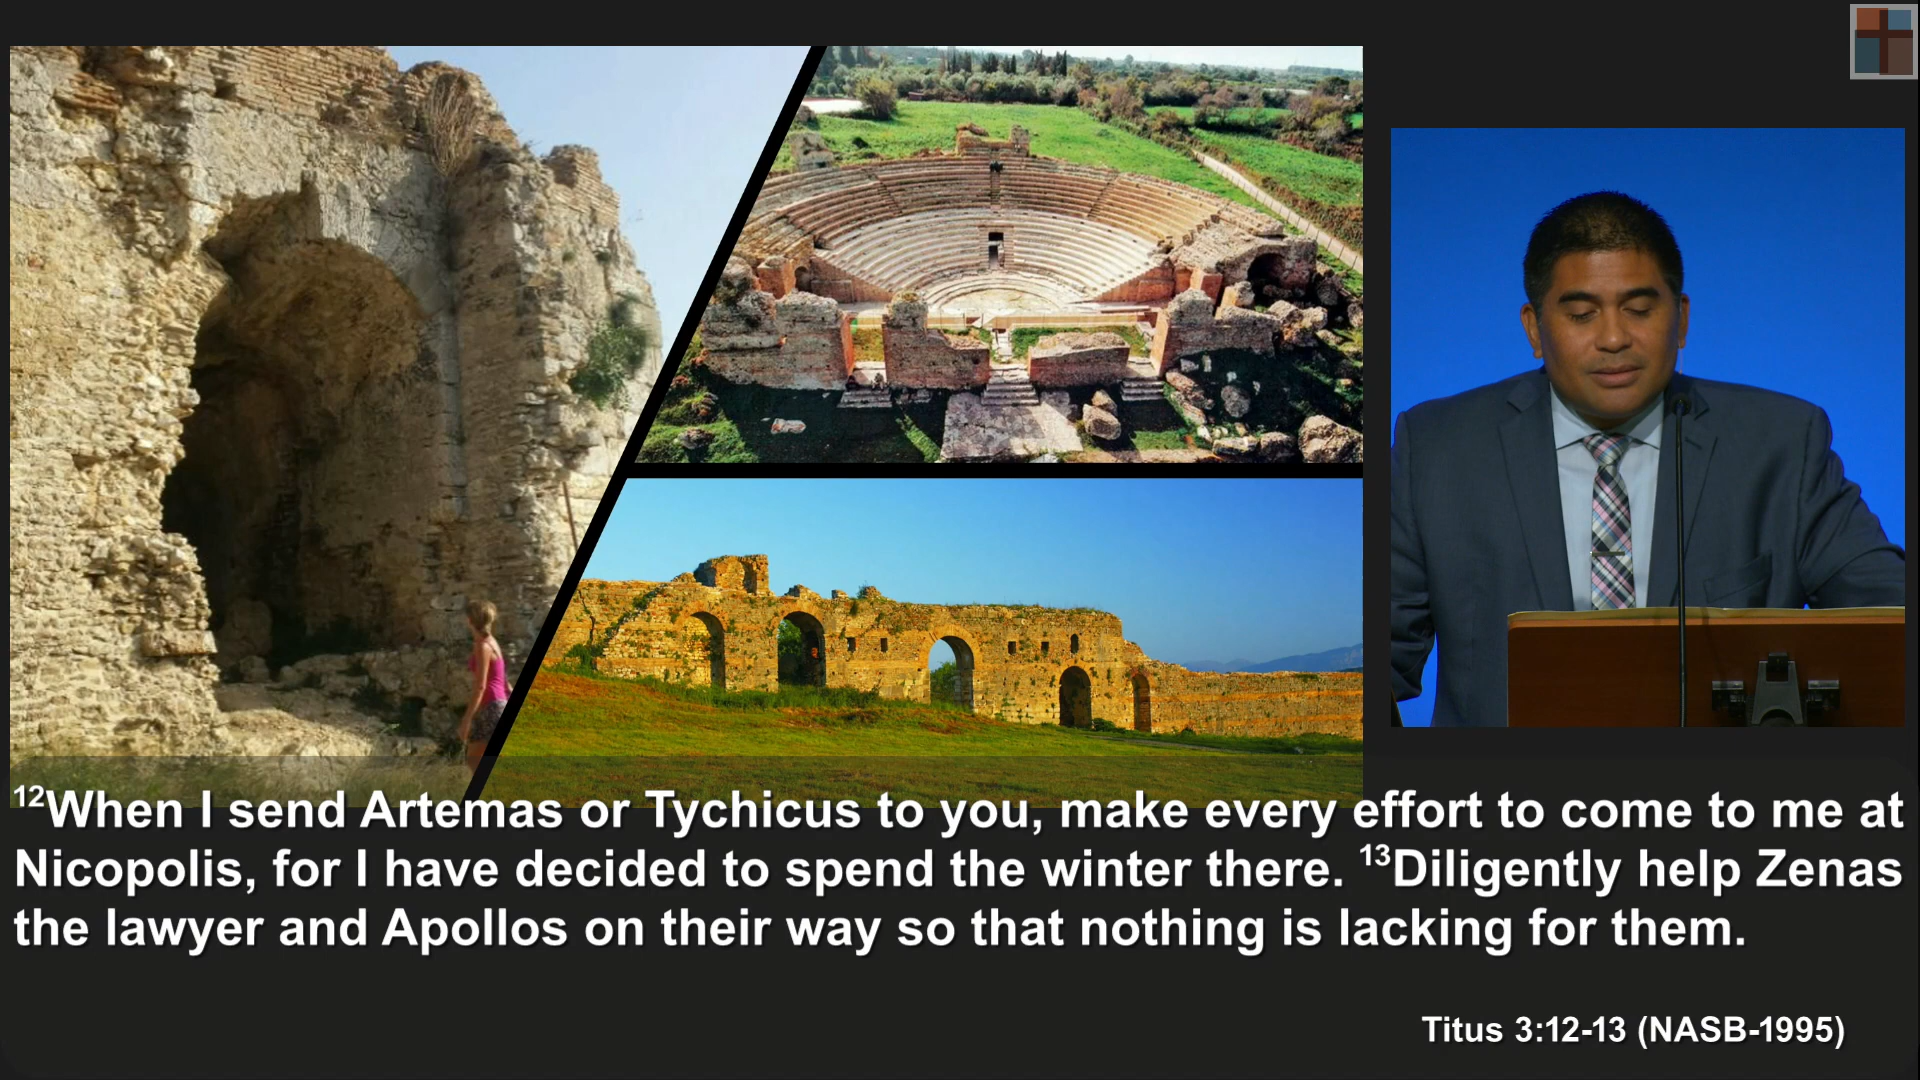 ¹²When I send Artemas or Tychicus to you, make every effort to come to me at
Nicopolis, for I have decided to spend the winter there. ¹³Diligently help Zenas
the lawyer and Apollos on their way so that nothing is lacking for them.
Titus 3:12-13 (NASB-1995)